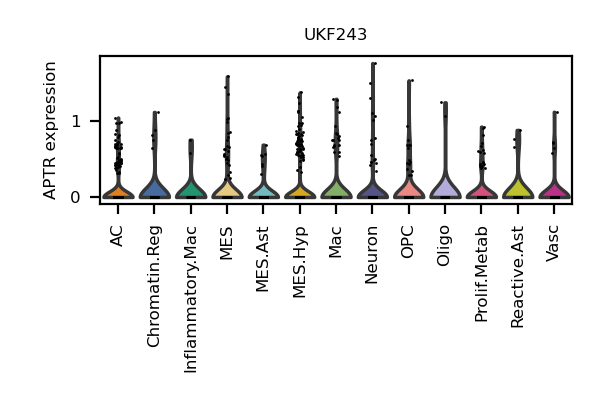 UKF243
APTR expression
1
0
AC
Chromatin.Reg
Inflammatory.Mac
MES
MES.Ast
MES.Hyp
Mac
Neuron
OPC
Oligo
Prolif.Metab
Reactive.Ast
Vasc